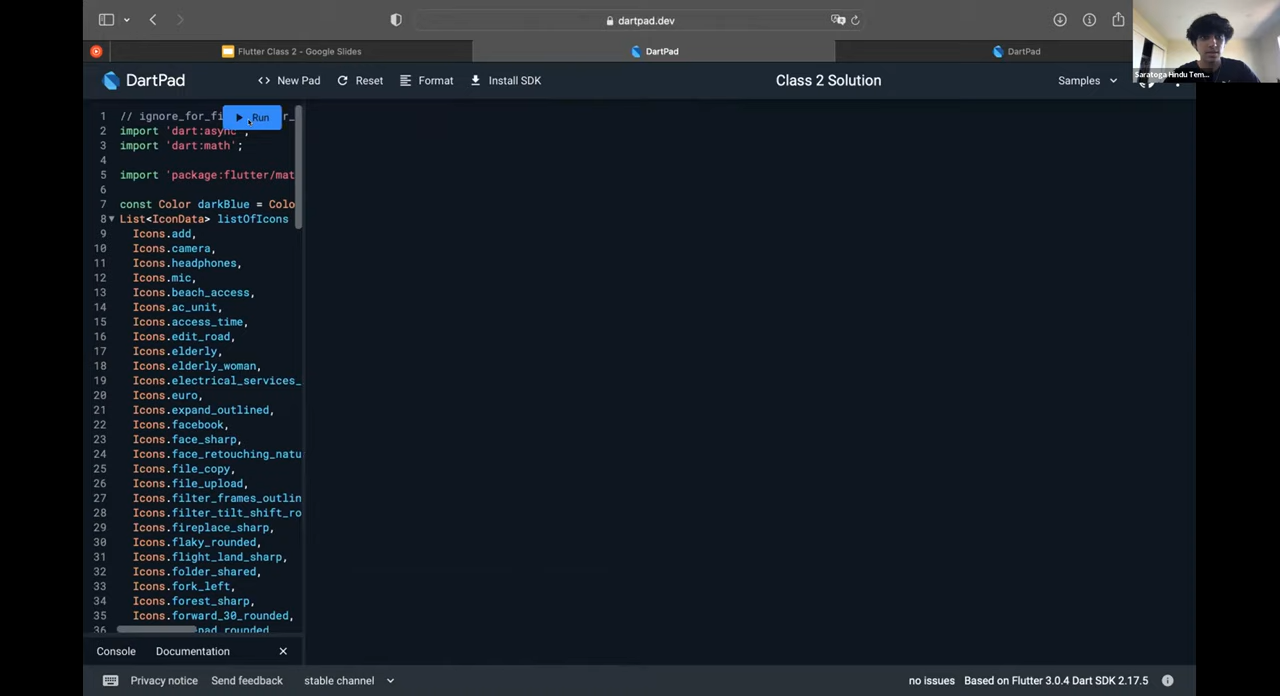 dartpad.dev
Flutter Class 2 - Google Slides
DartPad
DartPad
DartPad
<> New Pad
Reset
Format
Install SDK
Class 2 Solution
Samples
Saratoga Hindu Tem...
Run
1 // ignore_for_fi
2 import 'dart:async';
3 import 'dart:math';
4
5 import 'package:flutter/mat
6
7 const Color darkBlue = Colo
8 List<IconData> listOfIcons
9 Icons.add,
10 Icons.camera,
11 Icons.headphones,
12 Icons.mic,
13 Icons.beach_access,
14 Icons.ac_unit,
15 Icons.access_time,
16 Icons.edit_road,
17 Icons.elderly,
18 Icons.elderly_woman,
19 Icons.electrical_services_
20 Icons.euro,
21 Icons.expand_outlined,
22 Icons.facebook,
23 Icons.face_sharp,
24 Icons.face_retouching_natu
25 Icons.file_copy,
26 Icons.file_upload,
27 Icons.filter_frames_outlin
28 Icons.filter_tilt_shift_ro
29 Icons.fireplace_sharp,
30 Icons.flaky_rounded,
31 Icons.flight_land_sharp,
32 Icons.folder_shared,
33 Icons.fork_left,
34 Icons.forest_sharp,
35 Icons.forward_30_rounded,
36 Icons. pad_rounded
Console
Documentation
Privacy notice
Send feedback
stable channel
no issues
Based on Flutter 3.0.4 Dart SDK 2.17.5